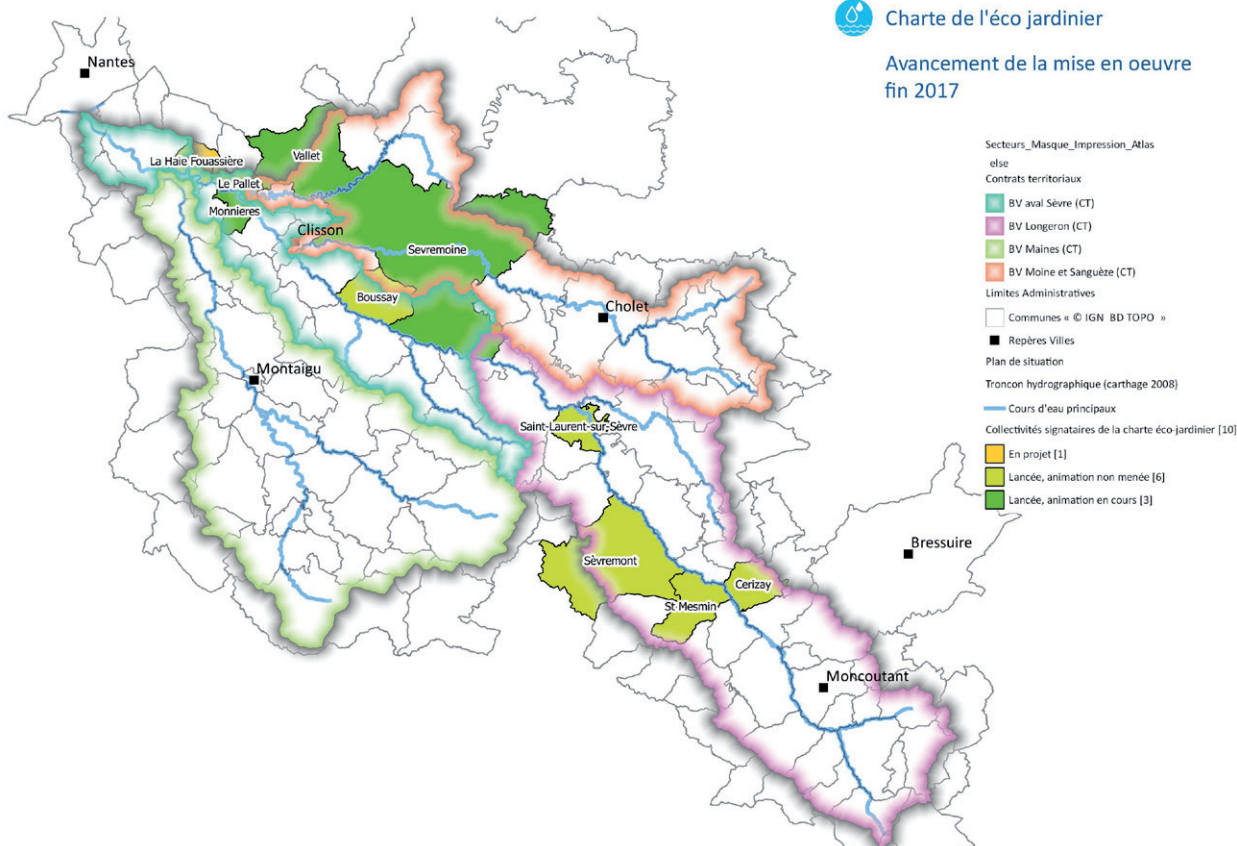 Charte de l'éco jardinier
Avancement de la mise en oeuvre
fin 2017
Secteurs_Masque_Impression_Atlas
else
Contrats territoriaux
BV aval Sèvre (CT)
BV Longeron (CT)
BV Maines (CT)
BV Moine et Sanguèze (CT)
Limites Administratives
Communes « © IGN BD TOPO »
Repères Villes
Plan de situation
Troncon hydrographique (carthage 2008)
Cours d'eau principaux
Collectivités signataires de la charte éco-jardinier [10]
En projet [1]
Lancée, animation non menée [6]
Lancée, animation en cours [3]
Nantes
La Haie Fouassière
Vallet
Le Pallet
Monnieres
Clisson
Sevremoine
Boussay
Cholet
Montaigu
Saint-Laurent-sur-Sèvre
Bressuire
Sèvremont
Cerizay
St Mesmin
Moncoutant